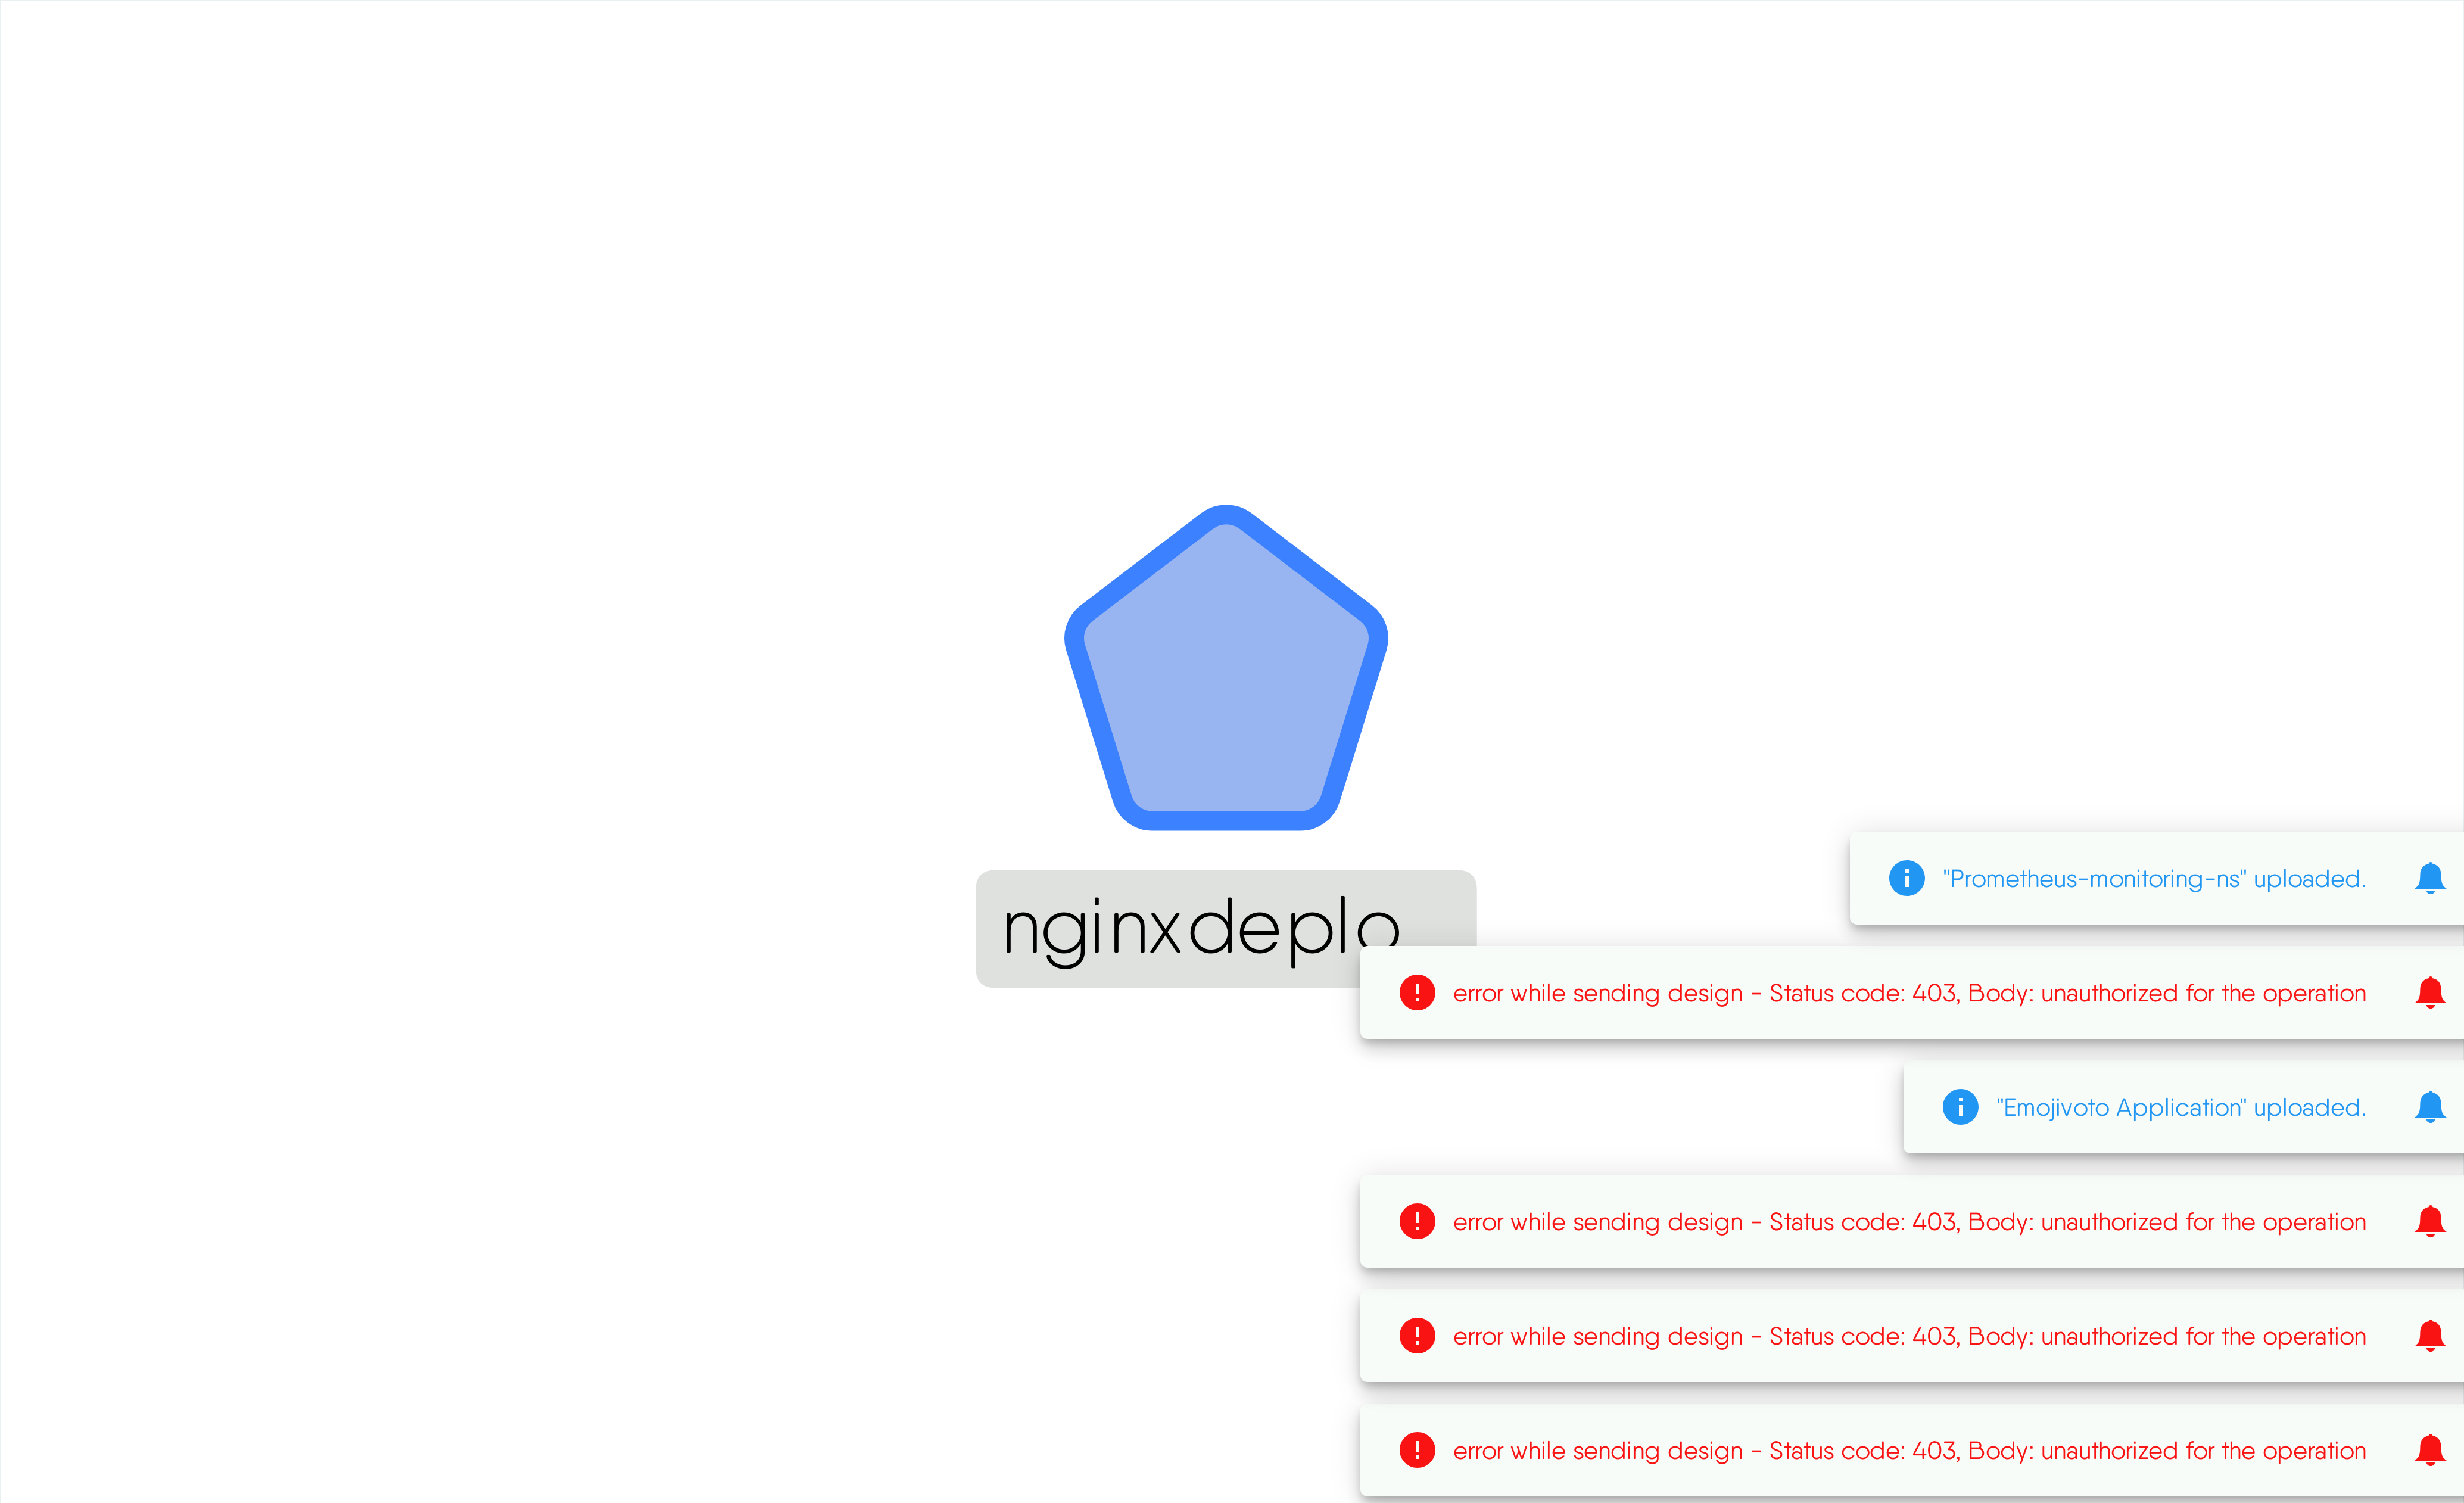 nginxdeplo
"Prometheus-monitoring-ns" uploaded.
error while sending design - Status code: 403, Body: unauthorized for the operation
"Emojivoto Application" uploaded.
error while sending design - Status code: 403, Body: unauthorized for the operation
error while sending design - Status code: 403, Body: unauthorized for the operation
error while sending design - Status code: 403, Body: unauthorized for the operation